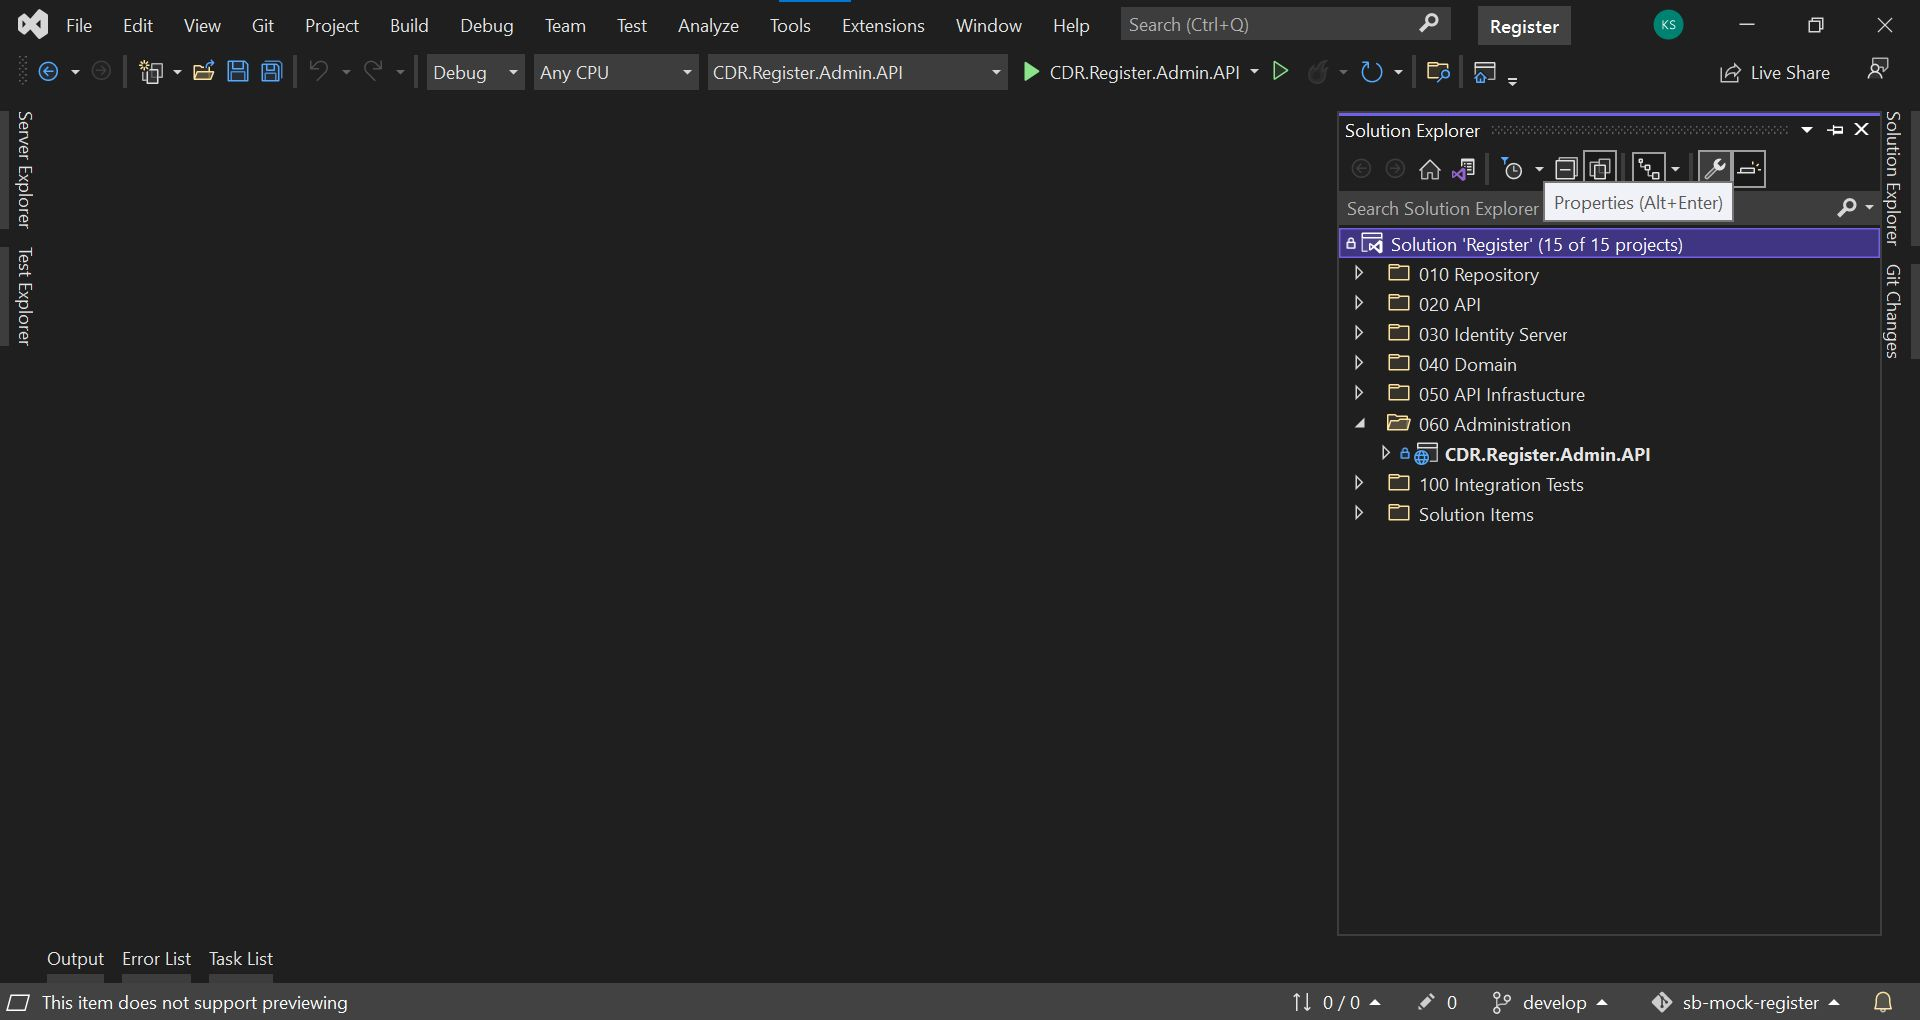 File Edit View Git Project Build Debug Team Test Analyze Tools Extensions Window Help Search (Ctrl+Q) Register KS
Debug Any CPU CDR.Register.Admin.API CDR.Register.Admin.API Live Share
Server Explorer
Test Explorer
Solution Explorer
Properties (Alt+Enter)
Search Solution Explorer
Solution 'Register' (15 of 15 projects)
010 Repository
020 API
030 Identity Server
040 Domain
050 API Infrastucture
060 Administration
CDR.Register.Admin.API
100 Integration Tests
Solution Items
Solution Explorer
Git Changes
Output Error List Task List
This item does not support previewing 0 / 0 0 develop sb-mock-register